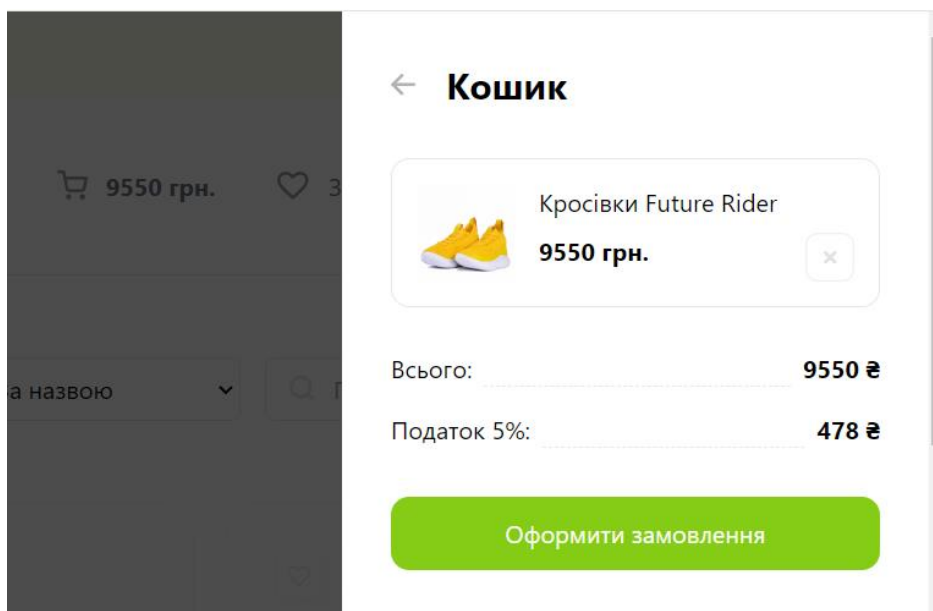 Кошик
9550 грн.
Кросівки Future Rider
9550 грн.
Всього: 9550 ₴
а назвою
Податок 5%: 478 ₴
Оформити замовлення